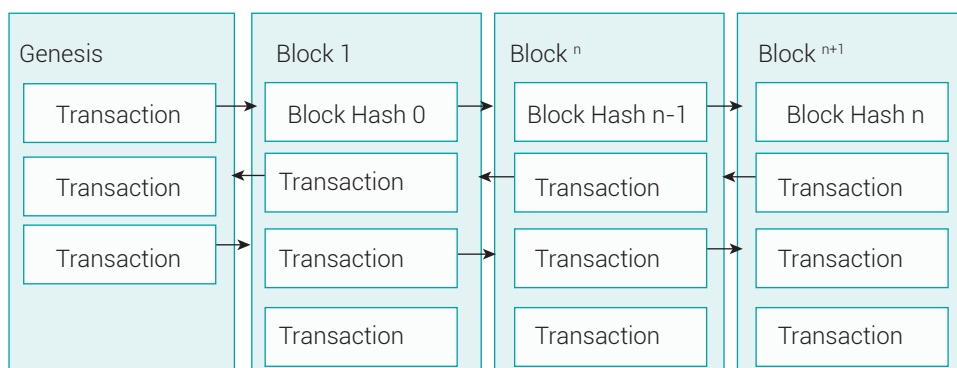 Genesis
Transaction
Transaction
Transaction
Block 1
Block Hash 0
Transaction
Transaction
Transaction
Block n
Block Hash n-1
Transaction
Transaction
Transaction
Block n+1
Block Hash n
Transaction
Transaction
Transaction